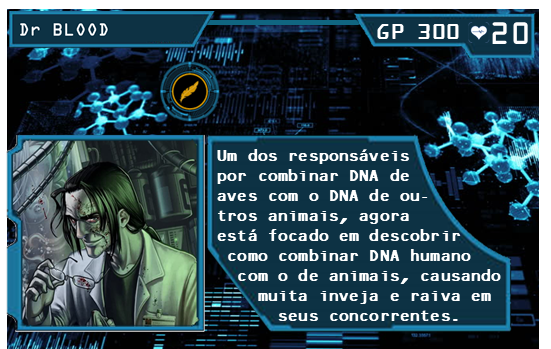 Dr BLOOD
GP 300 20
Um dos responsáveis
por combinar DNA de
aves com o DNA de ou-
tros animais, agora
está focado em descobrir
como combinar DNA humano
com o de animais, causando
muita inveja e raiva em
seus concorrentes.